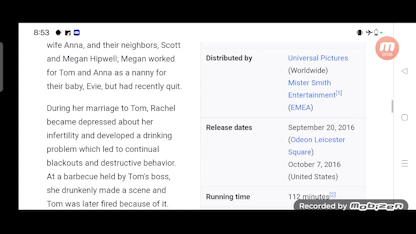 8:53
wife Anna, and their neighbors, Scott
and Megan Hipwell; Megan worked
for Tom and Anna as a nanny for
their baby, Evie, but had recently quit.
During her marriage to Tom, Rachel
became depressed about her
infertility and developed a drinking
problem which led to continual
blackouts and destructive behavior.
At a barbecue held by Tom's boss,
she drunkenly made a scene and
Tom was later fired because of it.
Distributed by
Universal Pictures
(Worldwide)
Mister Smith
Entertainment[1]
(EMEA)
Release dates
September 20, 2016
(Odeon Leicester
Square)
October 7, 2016
(United States)
Running time
112 minutes[2]
Recorded by
Mobizen